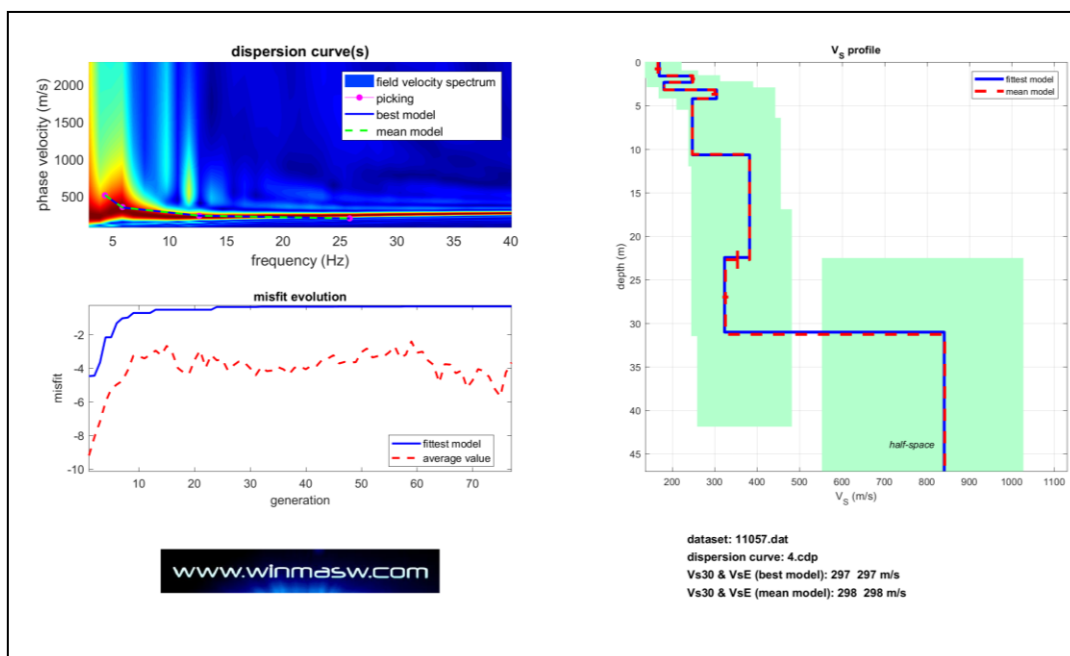 dispersion curve(s)
phase velocity (m/s)
2000
1500
1000
500
field velocity spectrum
picking
best model
mean model
5 10 15 20 25 30 35 40
frequency (Hz)
misfit evolution
misfit
-2
-4
-6
-8
-10
fittest model
average value
10 20 30 40 50 60 70
generation
www.winmasw.com
VS profile
depth (m)
0
5
10
15
20
25
30
35
40
45
fittest model
mean model
half-space
200 300 400 500 600 700 800 900 1000 1100
VS (m/s)
dataset: 11057.dat
dispersion curve: 4.cdp
Vs30 & VsE (best model): 297 297 m/s
Vs30 & VsE (mean model): 298 298 m/s